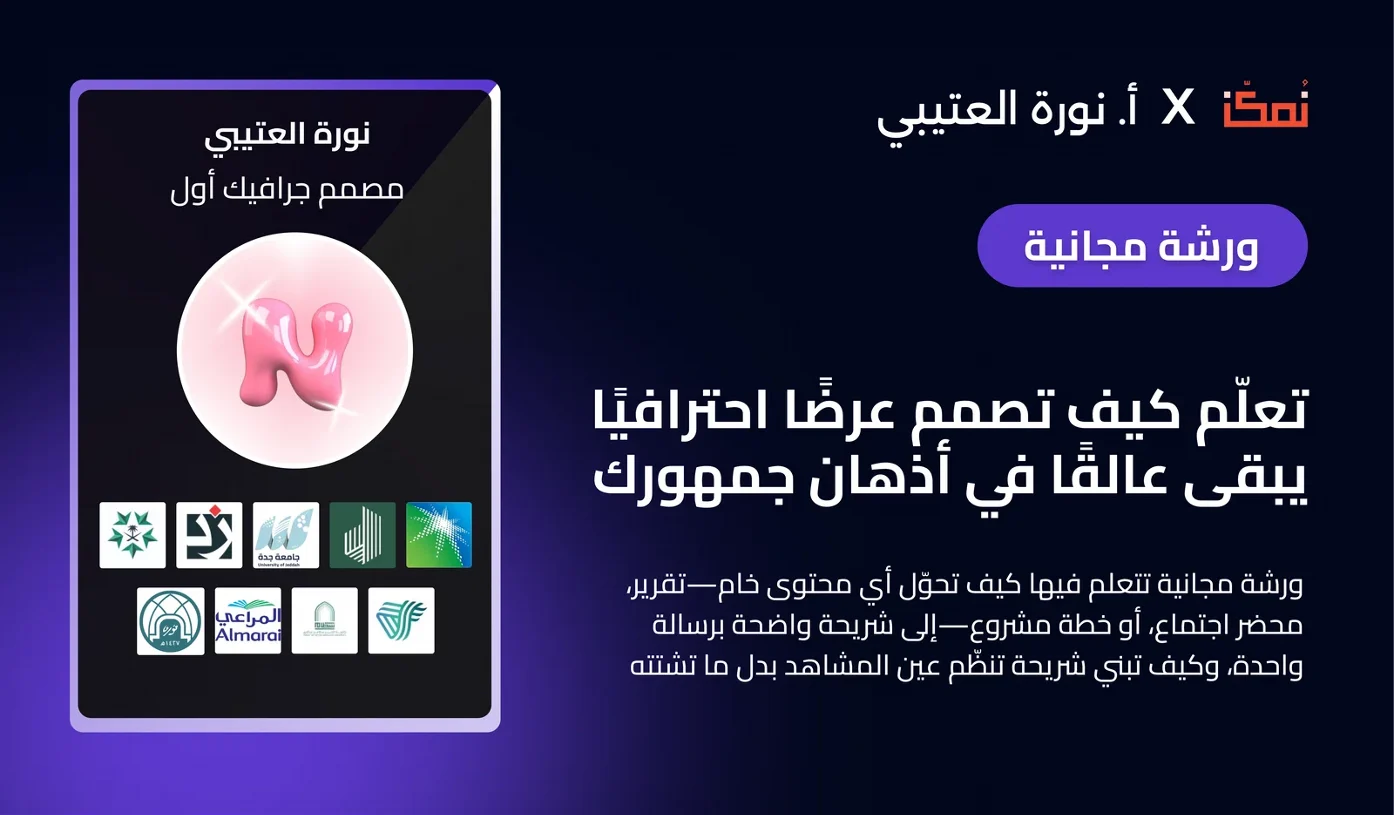 نُمكّن X أ. نورة العتيبي
ورشة مجانية
تعلّم كيف تصمم عرضًا احترافيًا
يبقى عالقًا في أذهان جمهورك
ورشة مجانية تتعلم فيها كيف تحوّل أي محتوى خام—تقرير،
محضر اجتماع، أو خطة مشروع—إلى شريحة واضحة برسالة
واحدة، وكيف تبني شريحة تنظّم عين المشاهد بدل ما تشتته
نورة العتيبي
مصمم جرافيك أول
N
جامعة جدة
University of Jeddah
المراعي
Almarai
نورة
١٤٤٧هـ